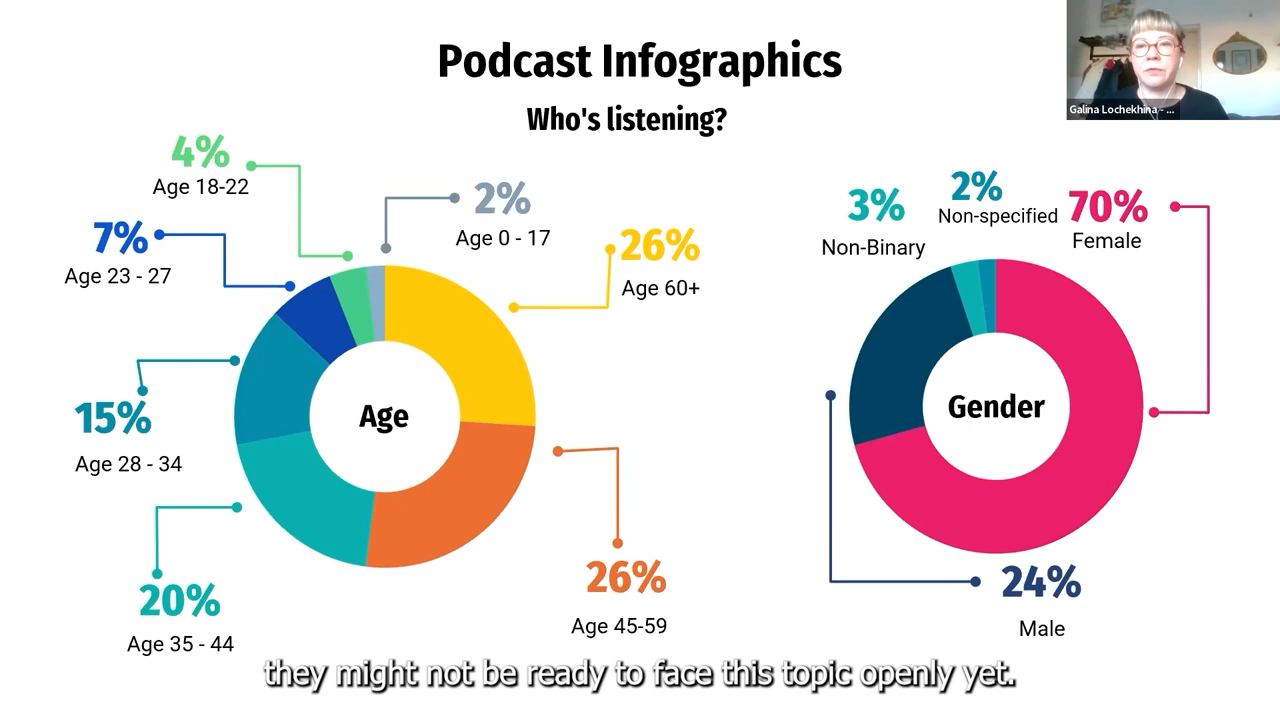 Podcast Infographics
Who's listening?
Galina Lochekhina - ...
4%
Age 18-22
2%
Age 0 - 17
7%
Age 23 - 27
26%
Age 60+
15%
Age 28 - 34
Age
20%
Age 35 - 44
26%
Age 45-59
3%
Non-Binary
2%
Non-specified
70%
Female
Gender
24%
Male
they might not be ready to face this topic openly yet.